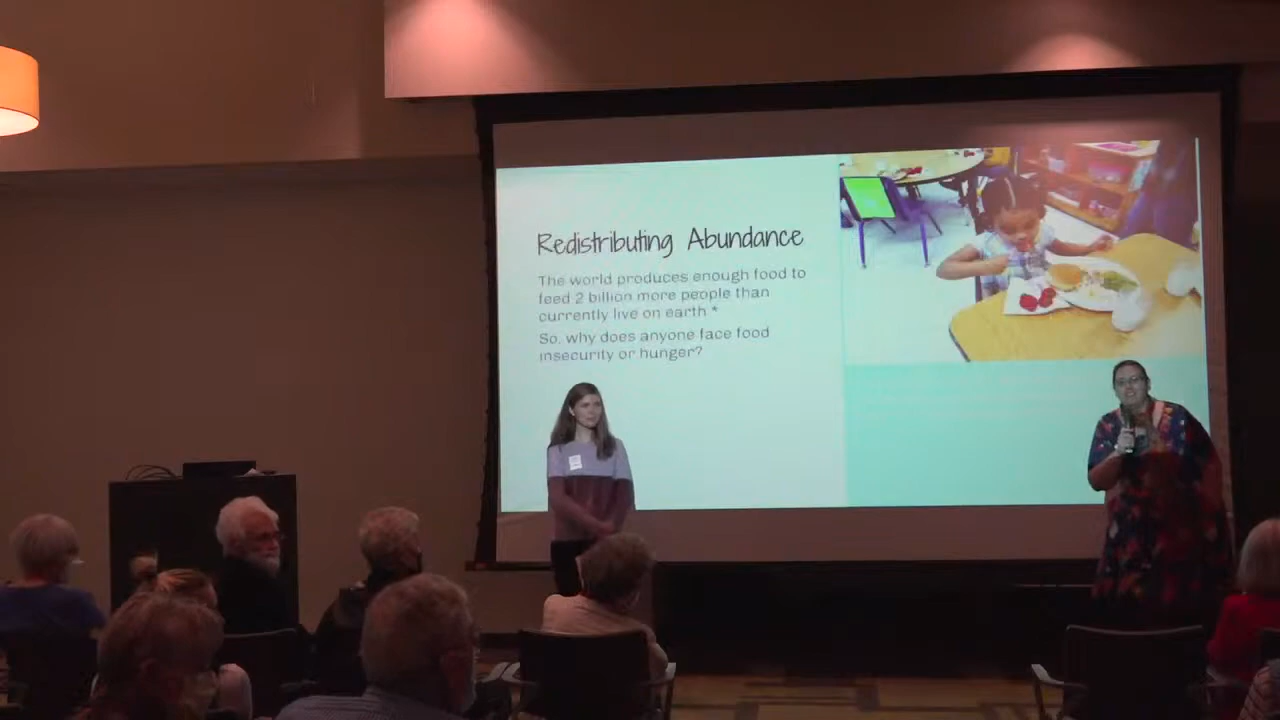 Redistributing Abundance
The world produces enough food to
feed 2 billion more people than
currently live on earth *
So, why does anyone face food
insecurity or hunger?